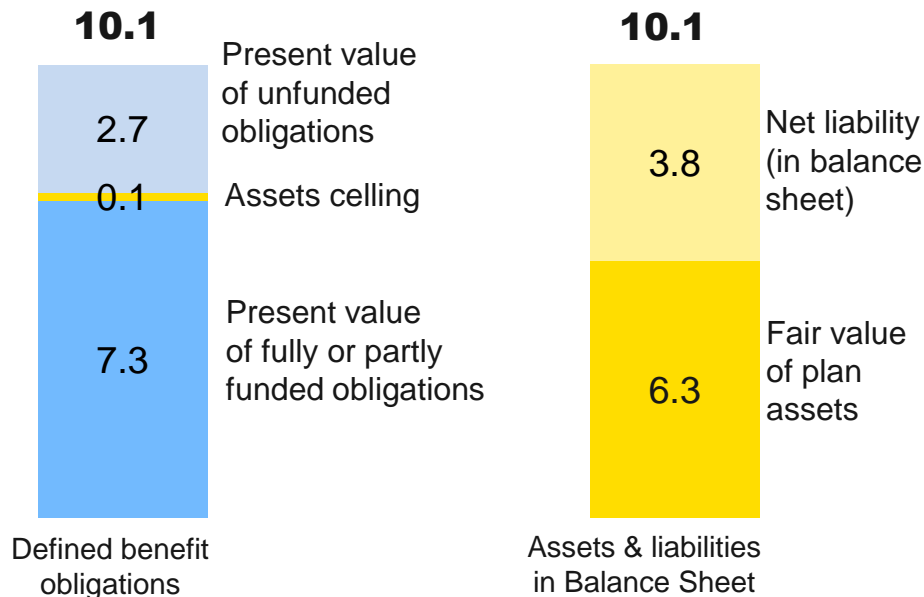 10.1
Present value
of unfunded
obligations
2.7
0.1
Assets celling
Present value
of fully or partly
funded obligations
7.3
Defined benefit
obligations
10.1
3.8
Net liability
(in balance
sheet)
6.3
Fair value
of plan
assets
Assets & liabilities
in Balance Sheet